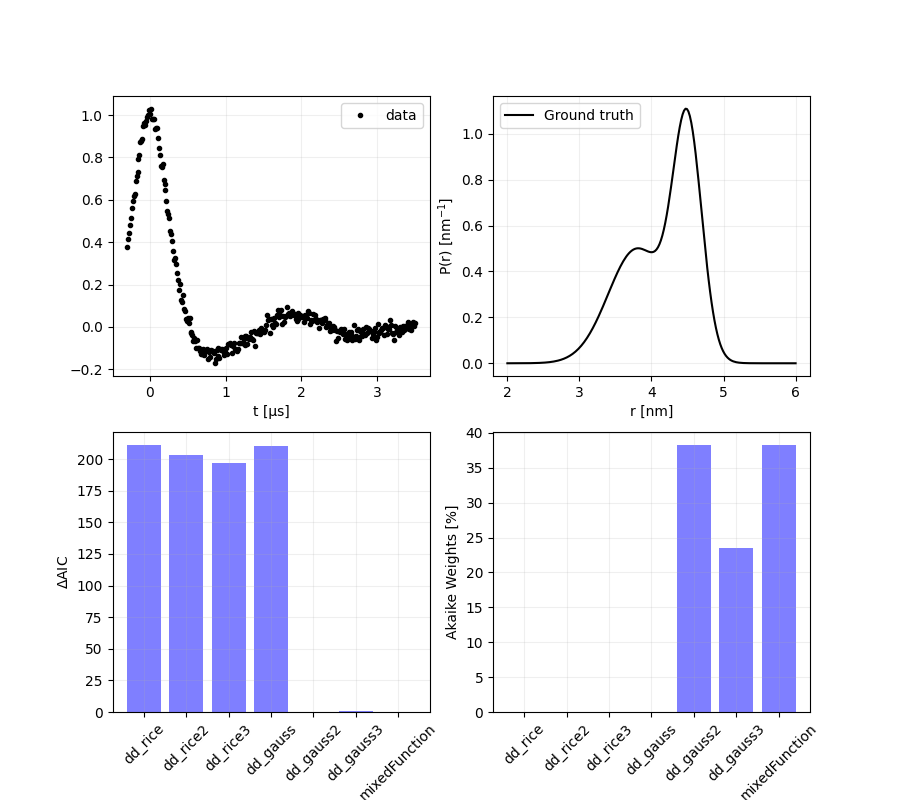 1.0
0.8
0.6
0.4
0.2
0.0
−0.2
data
0
1
2
3
t [μs]
P(r) [nm⁻¹]
1.0
0.8
0.6
0.4
0.2
0.0
Ground truth
2
3
4
5
6
r [nm]
ΔAIC
200
175
150
125
100
75
50
25
0
dd_rice
dd_rice2
dd_rice3
dd_gauss
dd_gauss2
dd_gauss3
mixedFunction
Akaike Weights [%]
40
35
30
25
20
15
10
5
0
dd_rice
dd_rice2
dd_rice3
dd_gauss
dd_gauss2
dd_gauss3
mixedFunction